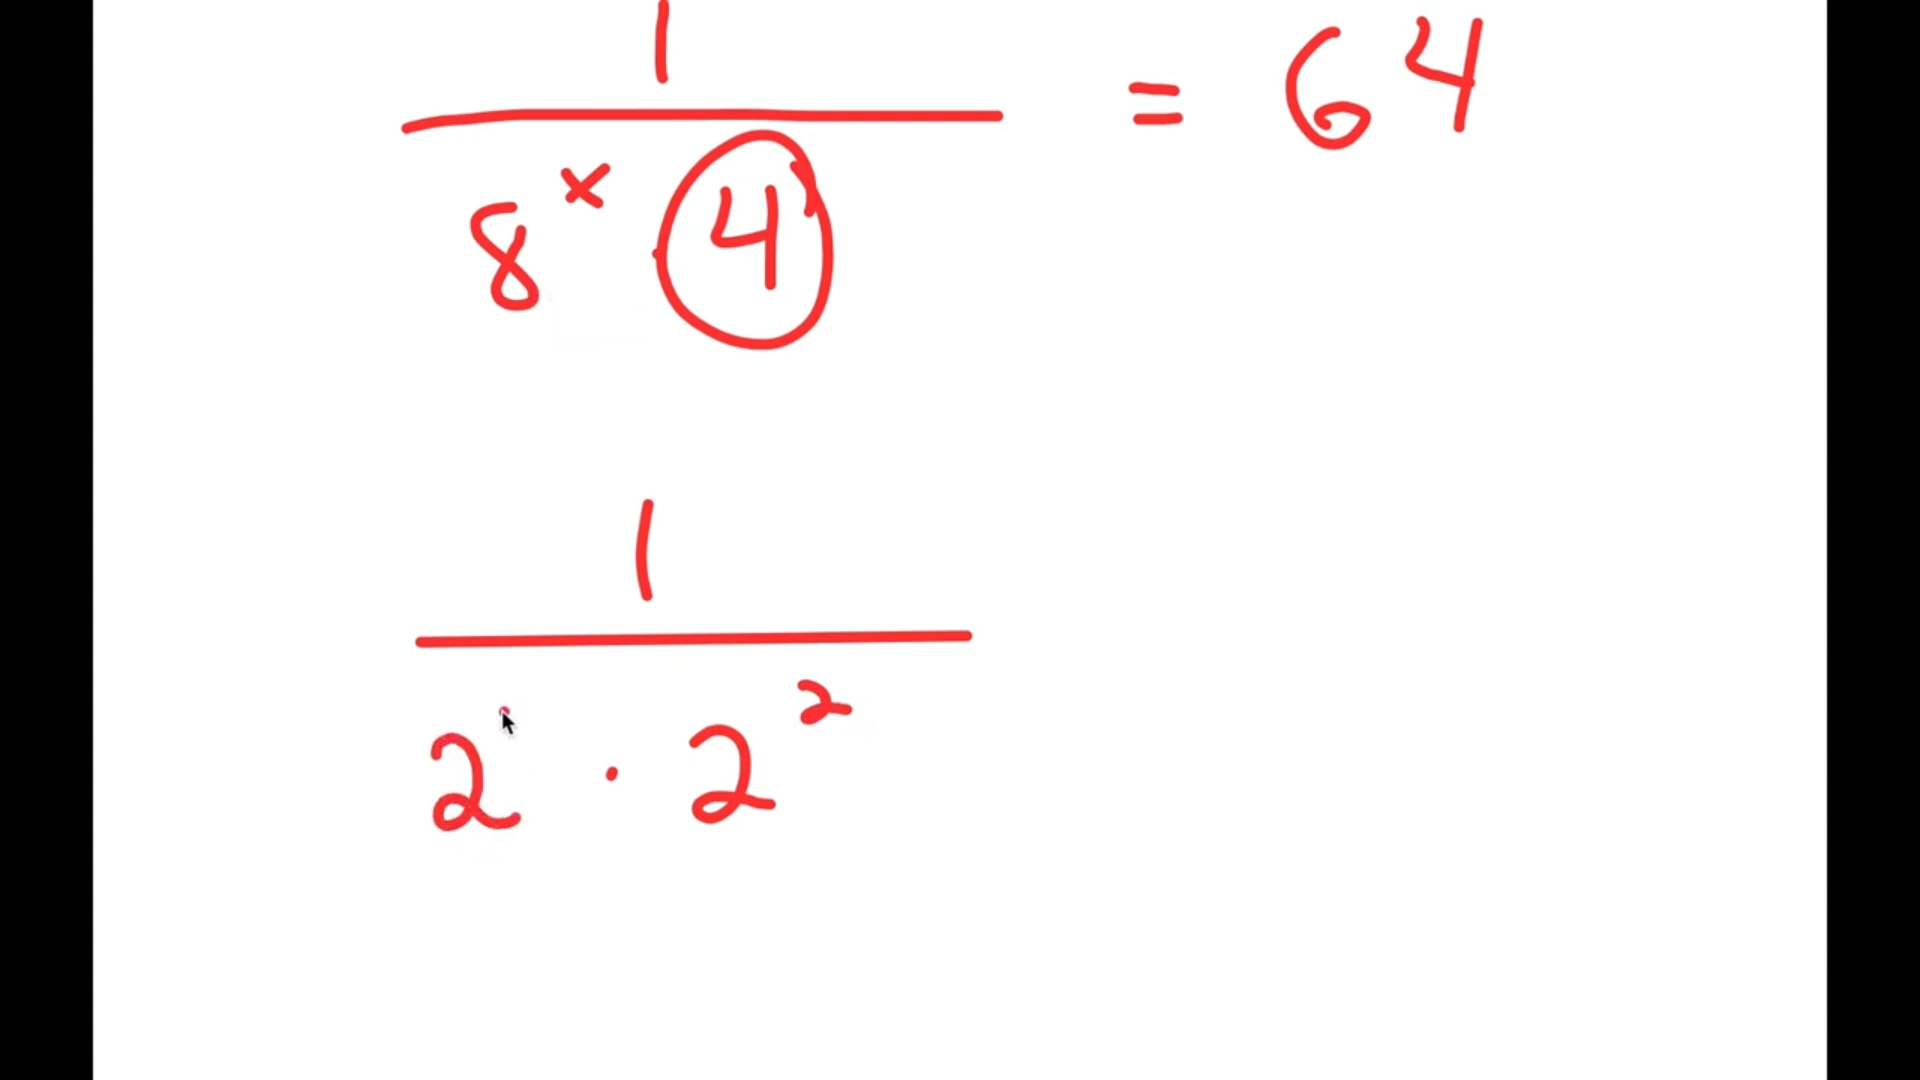 1
8^x 4 = 64
1
2 · 2^2